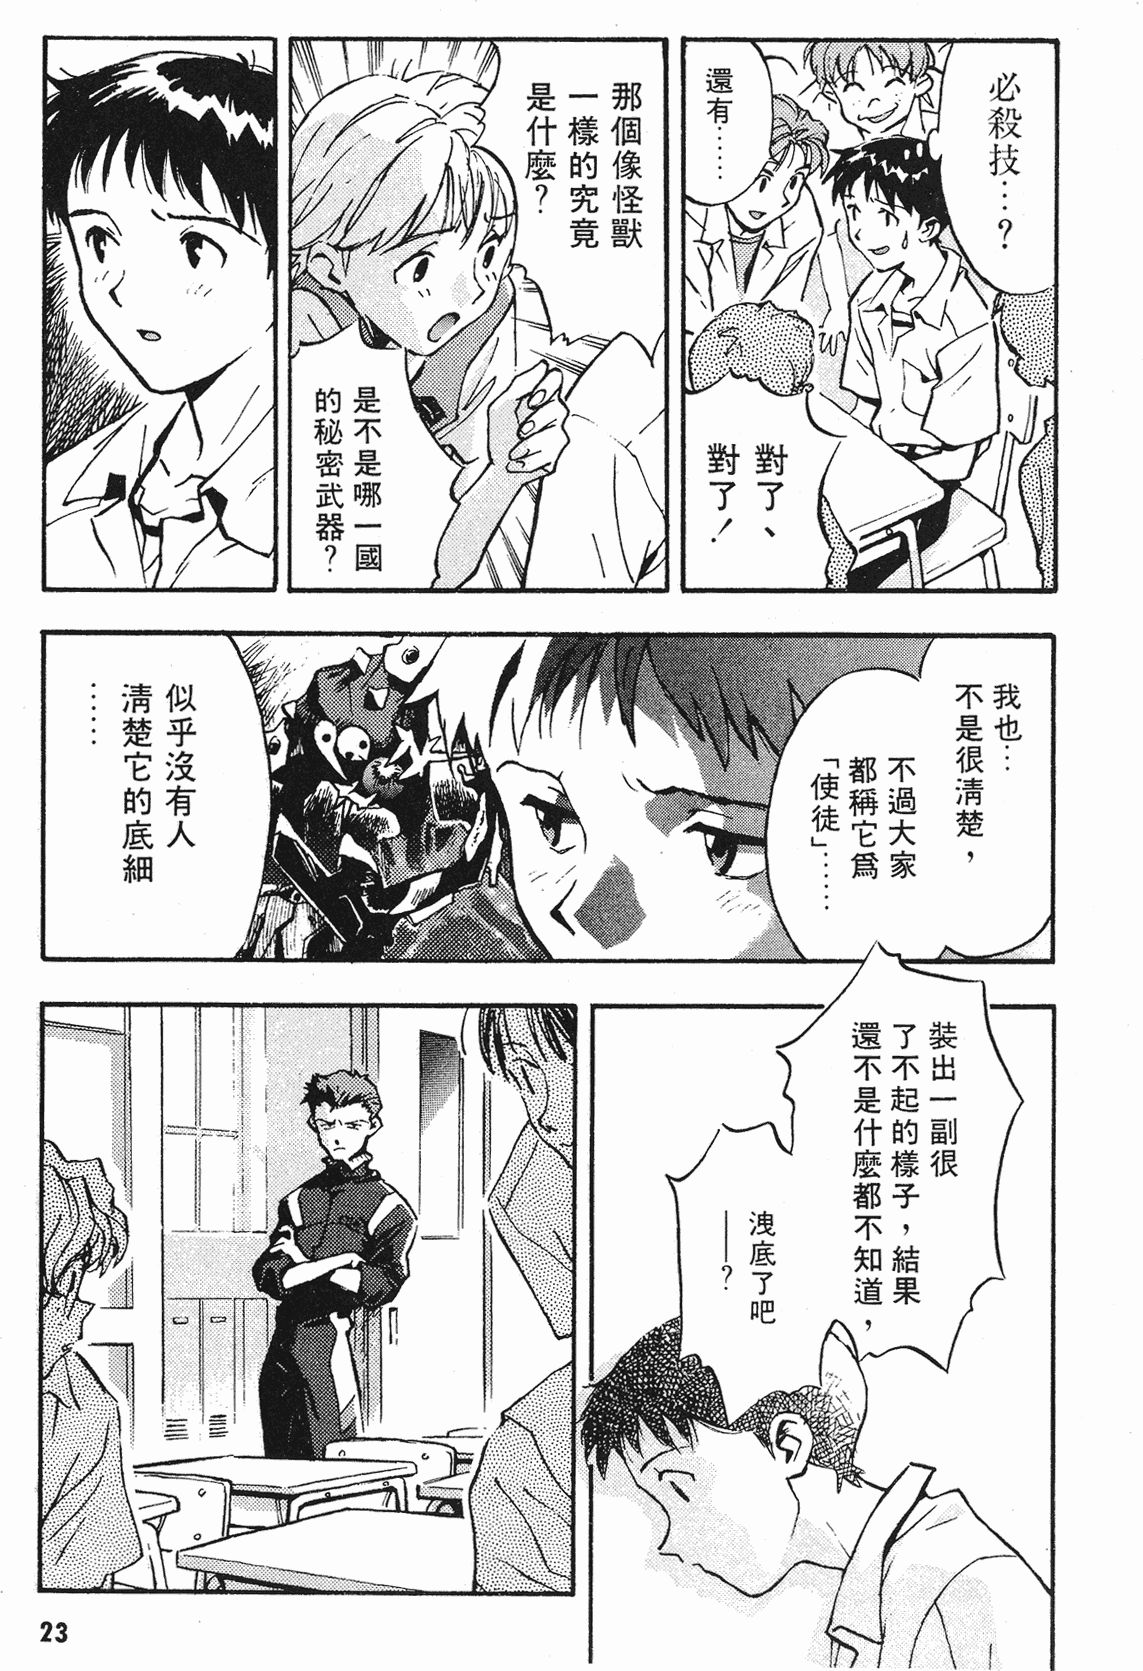 必殺技…?
還有……
對了、
對了!
那個像怪獸
一樣的究竟
是什麼?
是不是哪一國
的秘密武器?
我也…
不是很清楚,
不過大家
都稱它爲
「使徒」……
似乎沒有人
清楚它的底細
……
裝出一副很
了不起的樣子,結果
還不是什麼都不知道,
洩底了吧
——?
23